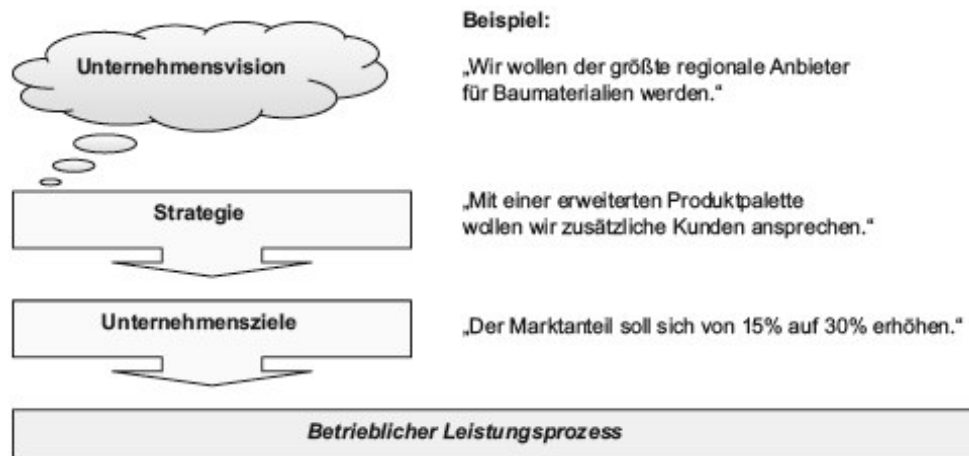 Beispiel:
Unternehmensvision
„Wir wollen der größte regionale Anbieter
für Baumaterialien werden.“
Strategie
„Mit einer erweiterten Produktpalette
wollen wir zusätzliche Kunden ansprechen.“
Unternehmensziele
„Der Marktanteil soll sich von 15% auf 30% erhöhen.“
Betrieblicher Leistungsprozess